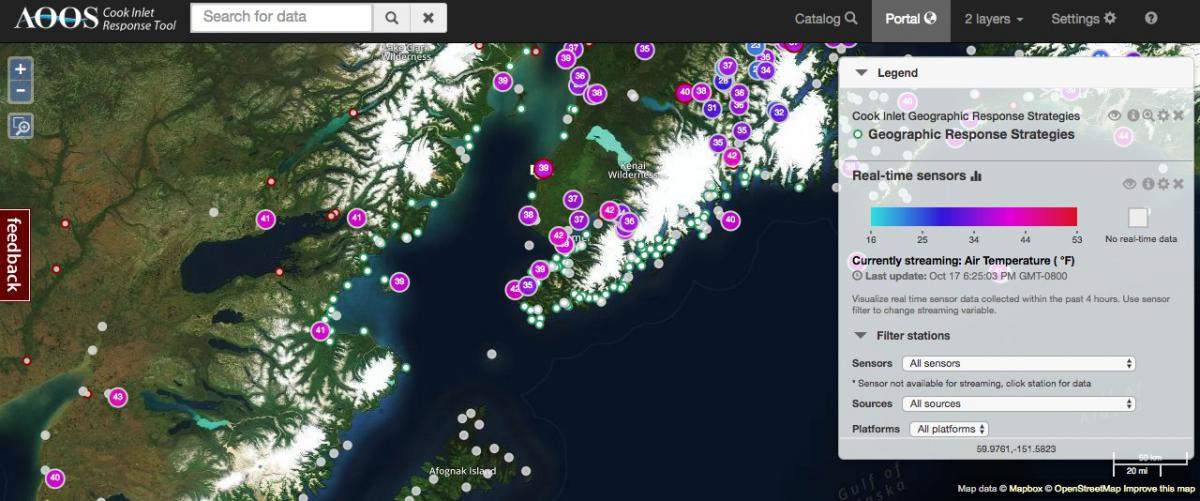 AOOS Cook Inlet Response Tool
Search for data
Catalog
Portal
2 layers
Settings
?
+
−
feedback
Lake Clark Wilderness
Kenai Wilderness
Afognak Island
Gulf of
37
39
36
38
35
39
39
41
41
39
41
43
40
37
38
37
42
42
39
35
42
36
40
37
34
28
40
38
36
31
32
35
35
42
Legend
Cook Inlet Geographic Response Strategies
Geographic Response Strategies
Real-time sensors
16 25 34 44 53
No real-time data
Currently streaming: Air Temperature ( °F)
Last update: Oct 17 6:25:03 PM GMT-0800
Visualize real time sensor data collected within the past 4 hours. Use sensor
filter to change streaming variable.
Filter stations
Sensors All sensors
* Sensor not available for streaming, click station for data
Sources All sources
Platforms All platforms
59.9761,-151.5823
50 km
20 mi
Map data © Mapbox © OpenStreetMap Improve this map